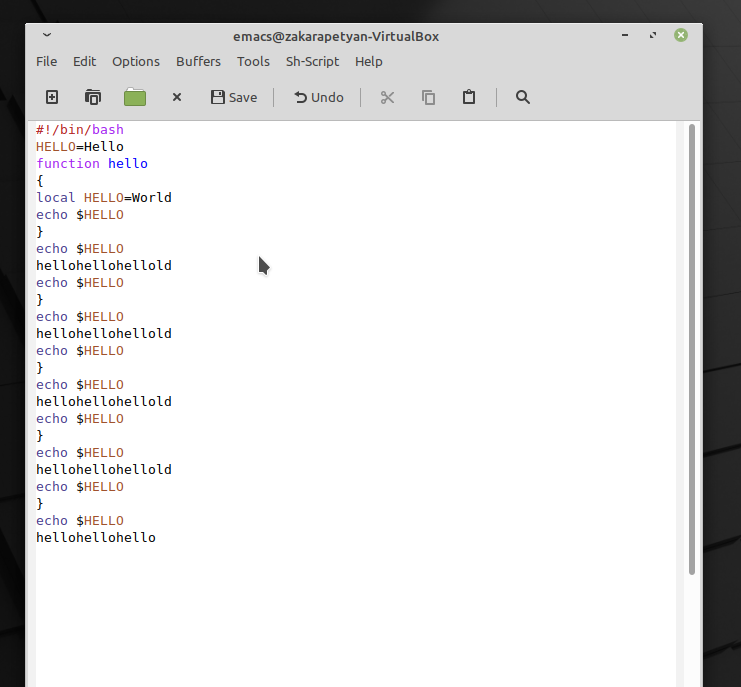 emacs@zakarapetyan-VirtualBox
File Edit Options Buffers Tools Sh-Script Help
Save Undo
#!/bin/bash
HELLO=Hello
function hello
{
local HELLO=World
echo $HELLO
}
echo $HELLO
hellohellohellold
echo $HELLO
}
echo $HELLO
hellohellohellold
echo $HELLO
}
echo $HELLO
hellohellohellold
echo $HELLO
}
echo $HELLO
hellohellohellold
echo $HELLO
}
echo $HELLO
hellohellohello